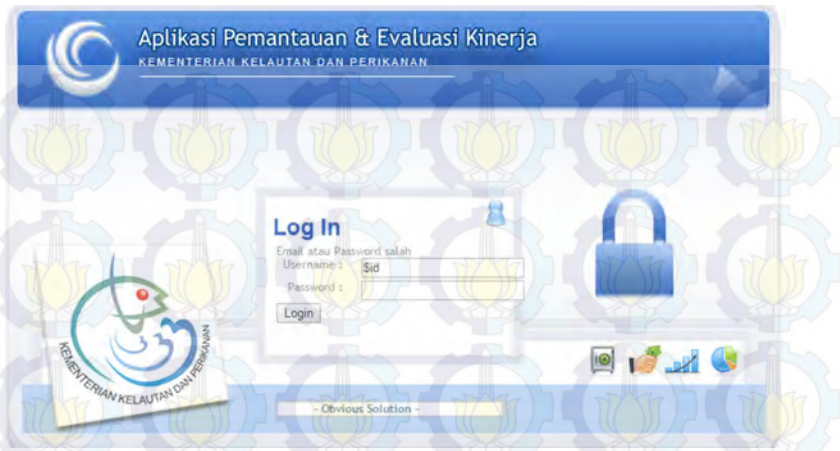 Aplikasi Pemantauan & Evaluasi Kinerja
KEMENTERIAN KELAUTAN DAN PERIKANAN
Log In
Email atau Password salah
Username : $id
Password :
Login
KEMENTERIAN KELAUTAN DAN PERIKANAN
- Obvious Solution -